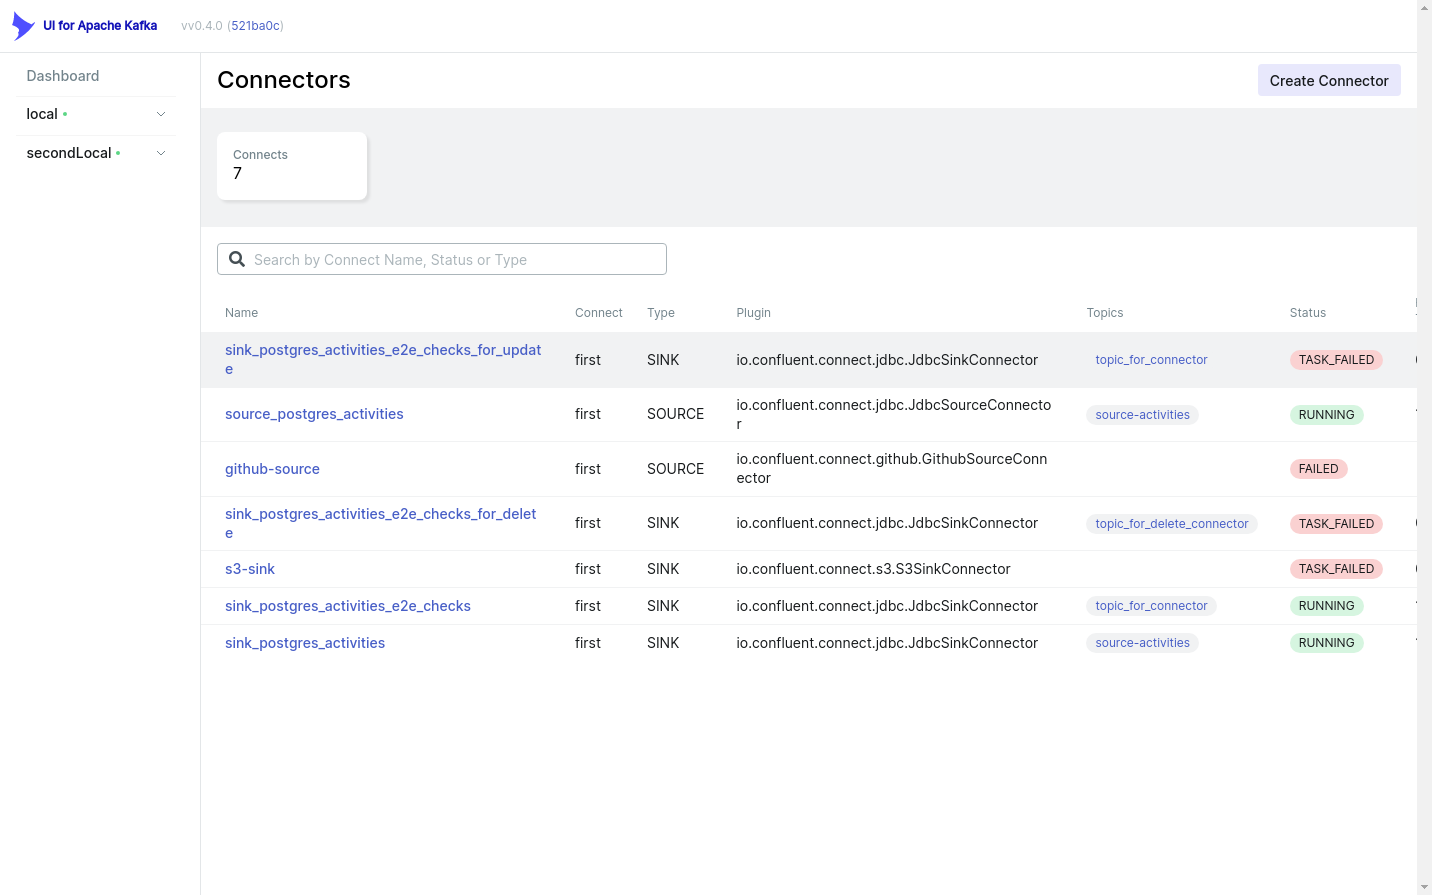 UI for Apache Kafka vv0.4.0 (521ba0c)
Dashboard
local
secondLocal
Connectors
Create Connector
Connects
7
Search by Connect Name, Status or Type
Name Connect Type Plugin Topics Status
sink_postgres_activities_e2e_checks_for_updat
e
first SINK io.confluent.connect.jdbc.JdbcSinkConnector topic_for_connector TASK_FAILED
source_postgres_activities first SOURCE io.confluent.connect.jdbc.JdbcSourceConnecto
r
source-activities RUNNING
github-source first SOURCE io.confluent.connect.github.GithubSourceConn
ector
FAILED
sink_postgres_activities_e2e_checks_for_delet
e
first SINK io.confluent.connect.jdbc.JdbcSinkConnector topic_for_delete_connector TASK_FAILED
s3-sink first SINK io.confluent.connect.s3.S3SinkConnector TASK_FAILED
sink_postgres_activities_e2e_checks first SINK io.confluent.connect.jdbc.JdbcSinkConnector topic_for_connector RUNNING
sink_postgres_activities first SINK io.confluent.connect.jdbc.JdbcSinkConnector source-activities RUNNING